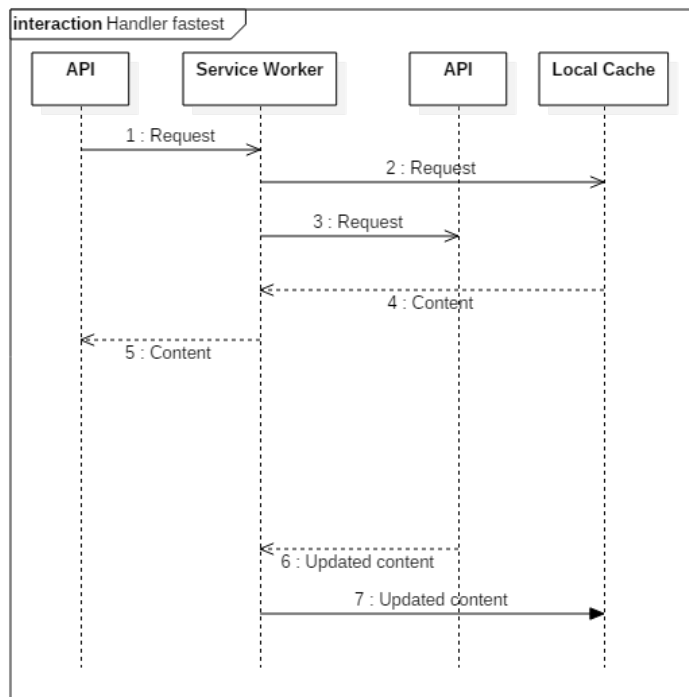 interaction Handler fastest
API
Service Worker
API
Local Cache
1 : Request
2 : Request
3 : Request
4 : Content
5 : Content
6 : Updated content
7 : Updated content